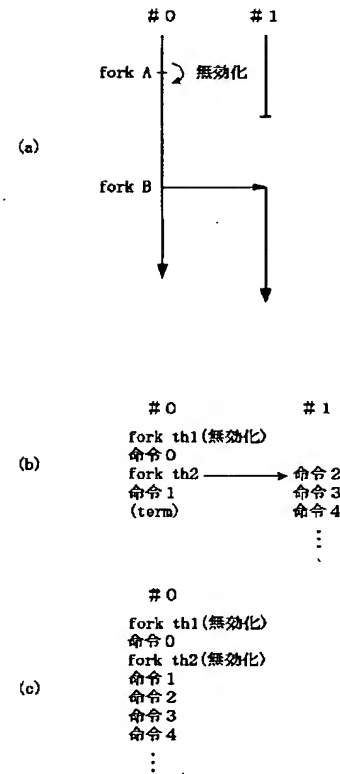 #0 #1
fork A 無効化
(a)
fork B
#0 #1
fork th1(無効化)
命令0
(b) fork th2 命令2
命令1 命令3
(term) 命令4
⋮
#0
fork th1(無効化)
命令0
fork th2(無効化)
(c) 命令1
命令2
命令3
命令4
⋮